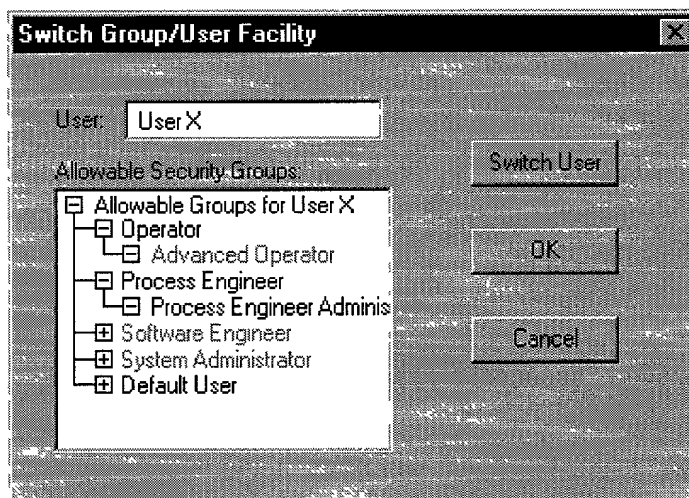 Switch Group/User Facility
User: User X
Allowable Security Groups:
Allowable Groups for User X
Operator
Advanced Operator
Process Engineer
Process Engineer Adminis
Software Engineer
System Administrator
Default User
Switch User
OK
Cancel